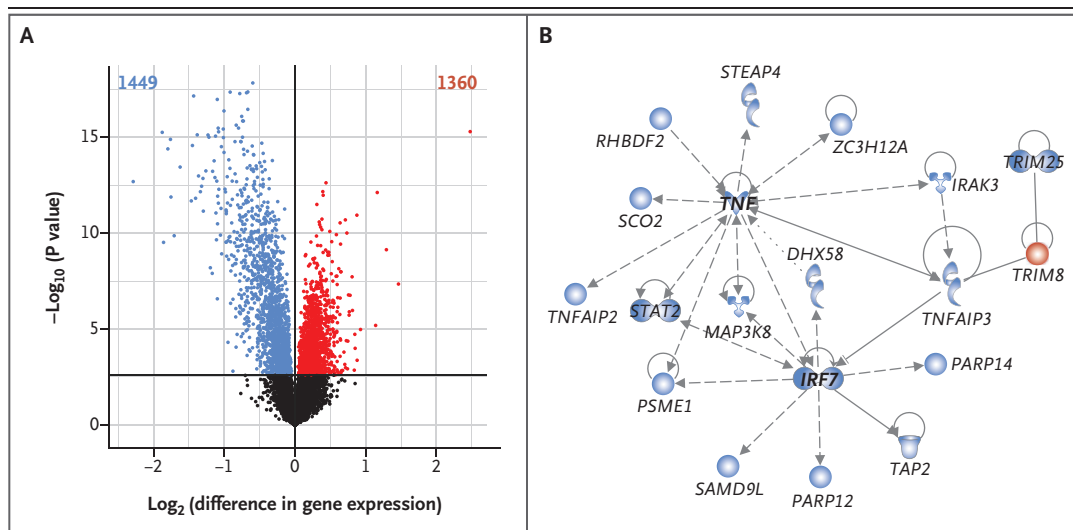 A
1449
1360
15
10
5
0
−Log10 (P value)
−2
−1
0
1
2
Log2 (difference in gene expression)
B
STEAP4
RHBDF2
ZC3H12A
TRIM25
IRAK3
TNF
SCO2
DHX58
TRIM8
TNFAIP2
STAT2
MAP3K8
TNFAIP3
IRF7
PARP14
PSME1
TAP2
SAMD9L
PARP12